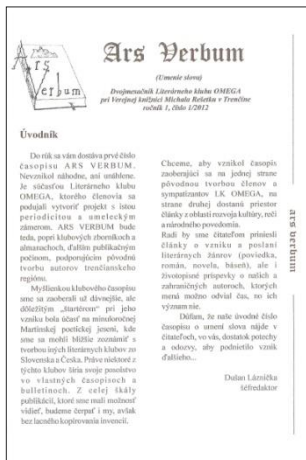 Ars Verbum
Ars Verbum
(Umenie slova)
Dvojmesačník Literárneho klubu OMEGA
pri Verejnej knižnici Michala Rešetku v Trenčíne
ročník 1, číslo 1/2012
Úvodník
Do rúk sa vám dostáva prvé číslo
časopisu ARS VERBUM.
Nevznikol náhodne, ani unáhlene.
Je súčasťou Literárneho klubu
OMEGA, ktorého členovia sa
podujali vytvoriť projekt s istou
periodicitou a umeleckým
zámerom. ARS VERBUM bude
teda, popri klubových zborníkoch a
almanachoch, ďalším publikačným
počinom, podporujúcim pôvodnú
tvorbu autorov trenčianskeho
regiónu.
Myšlienkou klubového časopisu
sme sa zaoberali už dávnejšie, ale
dôležitým „štartérom“ pri jeho
vzniku bola účasť na minuloročnej
Martinskej poetickej jeseni, kde
sme sa mohli bližšie zoznámiť s
tvorbou iných literárnych klubov zo
Slovenska a Česka. Práve niektoré z
týchto klubov šíria svoje posolstvo
vo vlastných časopisoch a
bulletinoch. Z celej škály
publikácií, ktoré sme mali možnosť
vidieť, budeme čerpať i my, avšak
bez lacného kopírovania invencií.
Chceme, aby vznikol časopis
zaoberajúci sa na jednej strane
pôvodnou tvorbou členov a
sympatizantov LK OMEGA, na
strane druhej dostanú priestor
články z oblasti rozvoja kultúry, reči
a národného povedomia.
Radi by sme čitateľom priniesli
články o vzniku a poslaní
literárnych žánrov (poviedka,
román, novela, báseň), ale i
životopisné príspevky o našich a
zahraničných autoroch, ktorých
mená možno odvial čas, no ich
význam nie.
Dúfam, že naše úvodné číslo
časopisu o umení slova nájde v
čitateľoch, vo vás, dostatok potechy
a odozvy, aby podnietilo vznik
ďalšieho...
Dušan Láznička
šéfredaktor
ars verbum